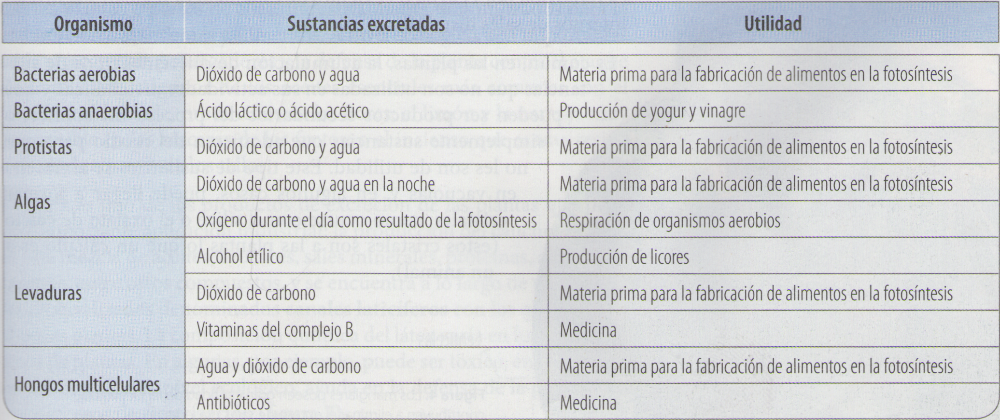 Organismo Sustancias excretadas Utilidad
Bacterias aerobias Dióxido de carbono y agua Materia prima para la fabricación de alimentos en la fotosíntesis
Bacterias anaerobias Ácido láctico o ácido acético Producción de yogur y vinagre
Protistas Dióxido de carbono y agua Materia prima para la fabricación de alimentos en la fotosíntesis
Algas
Dióxido de carbono y agua en la noche Materia prima para la fabricación de alimentos en la fotosíntesis
Oxígeno durante el día como resultado de la fotosíntesis Respiración de organismos aerobios
Levaduras
Alcohol etílico Producción de licores
Dióxido de carbono Materia prima para la fabricación de alimentos en la fotosíntesis
Vitaminas del complejo B Medicina
Hongos multicelulares
Agua y dióxido de carbono Materia prima para la fabricación de alimentos en la fotosíntesis
Antibióticos Medicina